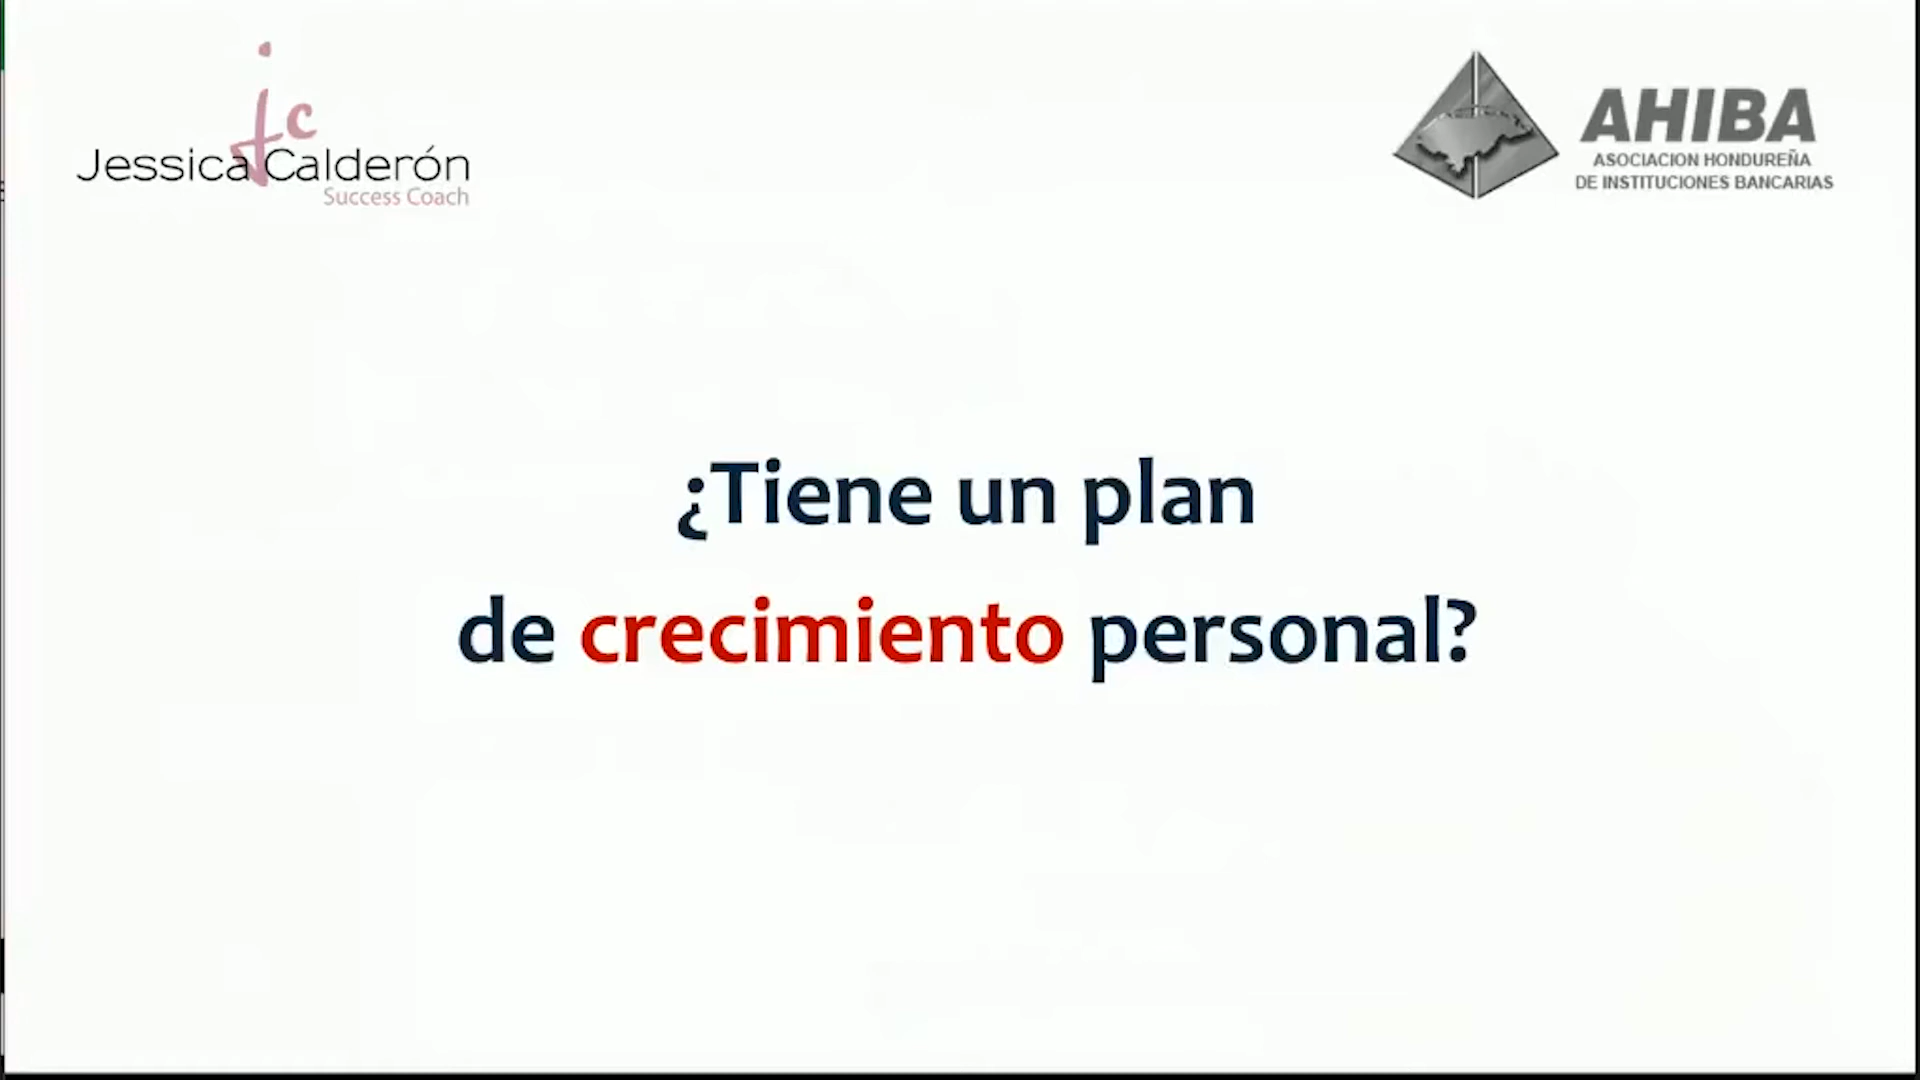 jc
Jessica Calderón
Success Coach
AHIBA
ASOCIACION HONDUREÑA
DE INSTITUCIONES BANCARIAS
¿Tiene un plan
de crecimiento personal?